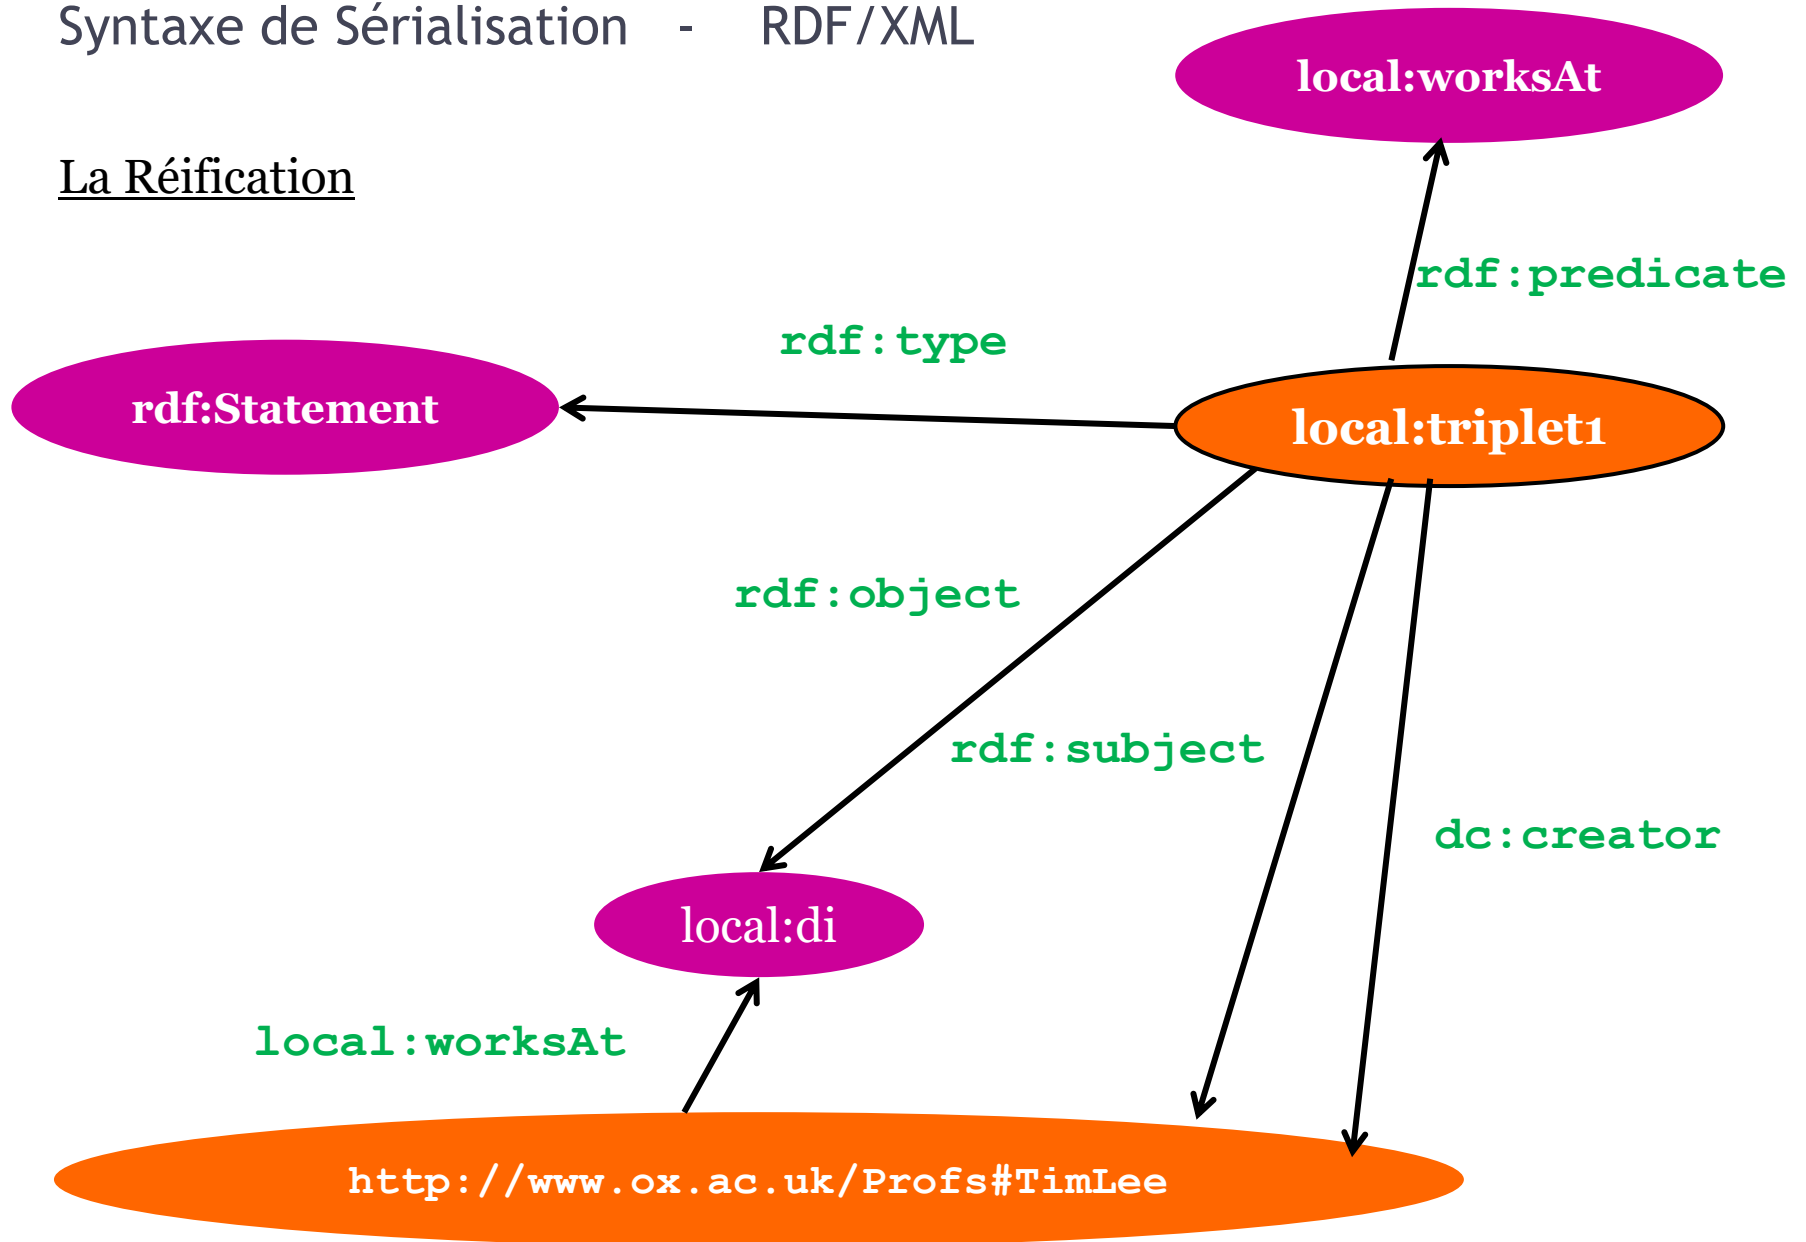 Syntaxe de Sérialisation - RDF/XML
local:worksAt
La Réification
rdf:predicate
rdf:type
rdf:Statement
local:triplet1
rdf:object
rdf:subject
dc:creator
local:di
local:worksAt
http://www.ox.ac.uk/Profs#TimLee